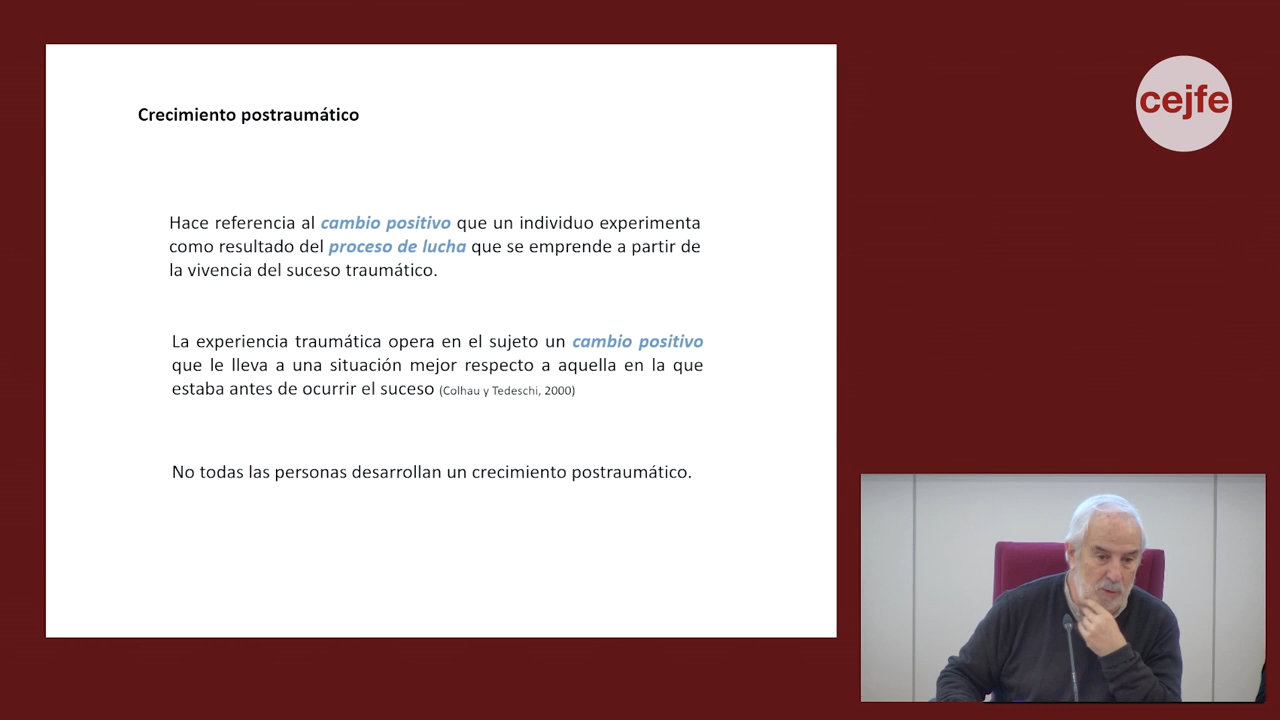 Crecimiento postraumático
cejfe
Hace referencia al cambio positivo que un individuo experimenta
como resultado del proceso de lucha que se emprende a partir de
la vivencia del suceso traumático.
La experiencia traumática opera en el sujeto un cambio positivo
que le lleva a una situación mejor respecto a aquella en la que
estaba antes de ocurrir el suceso (Colhau y Tedeschi, 2000)
No todas las personas desarrollan un crecimiento postraumático.